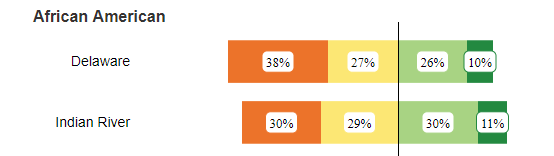 African American
Delaware 38% 27% 26% 10%
Indian River 30% 29% 30% 11%